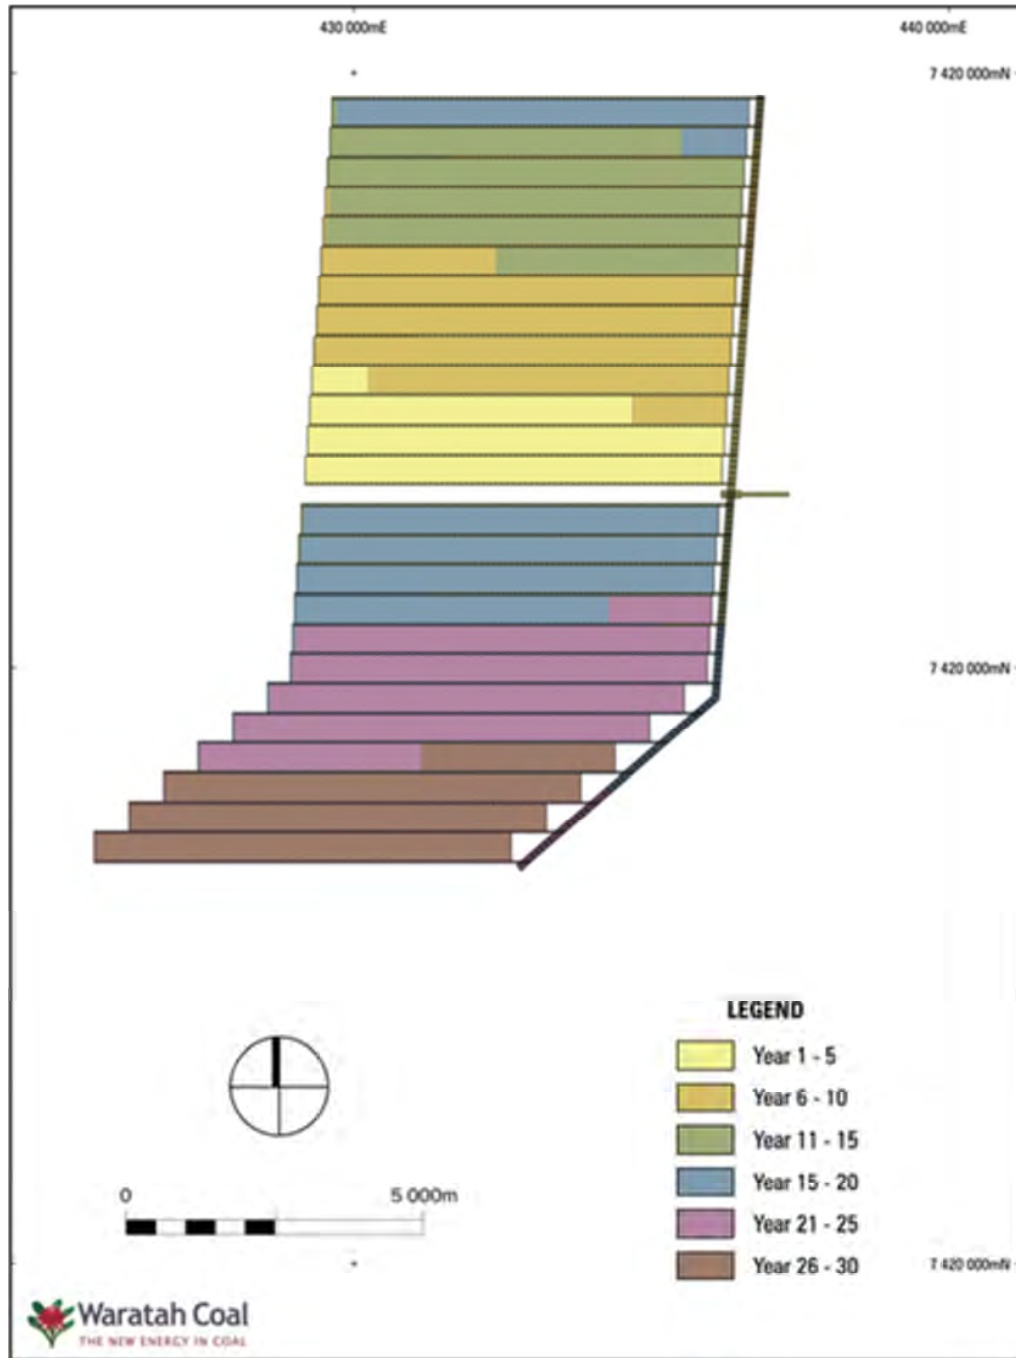 430 000mE 440 000mE
7 420 000mN
7 420 000mN
LEGEND
Year 1 - 5
Year 6 - 10
Year 11 - 15
Year 15 - 20
Year 21 - 25
Year 26 - 30
0 5 000m
7 420 000mN
Waratah Coal
THE NEW ENERGY IN COAL